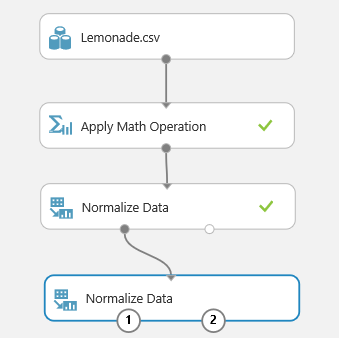 Lemonade.csv
Apply Math Operation
Normalize Data
Normalize Data
1 2